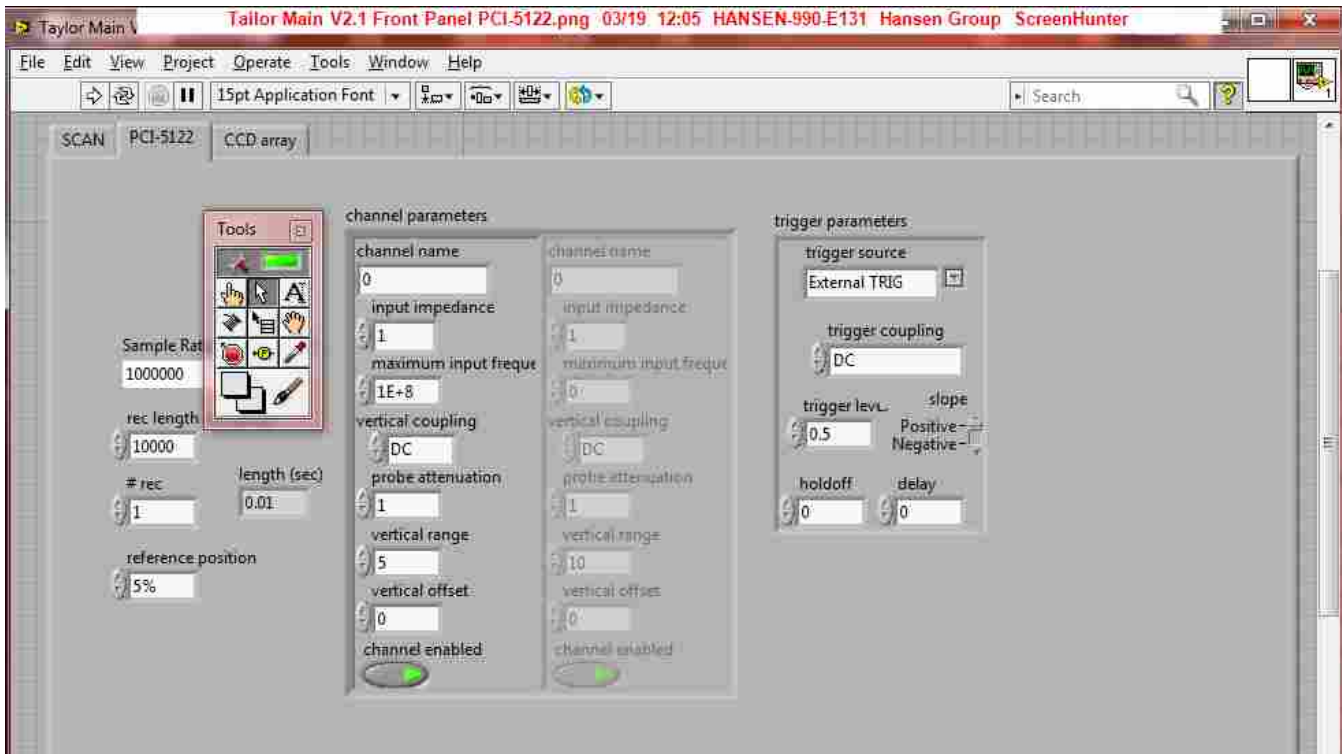 Tailor Main V2.1 Front Panel PCI-5122.png 03/19 12:05 HANSEN-990-E131 Hansen Group ScreenHunter
Taylor Main V
File Edit View Project Operate Tools Window Help
15pt Application Font
Search
1
SCAN PCI-5122 CCD array
Tools
Sample Rat
1000000
rec length
10000
# rec
1
length (sec)
0.01
reference position
5%
channel parameters
channel name
0
input impedance
1
maximum input freque
1E+8
vertical coupling
DC
probe attenuation
1
vertical range
5
vertical offset
0
channel enabled
channel name
0
input impedance
1
maximum input freque
0
vertical coupling
DC
probe attenuation
1
vertical range
10
vertical offset
0
channel enabled
trigger parameters
trigger source
External TRIG
trigger coupling
DC
trigger leve
0.5
slope
Positive
Negative
holdoff
0
delay
0